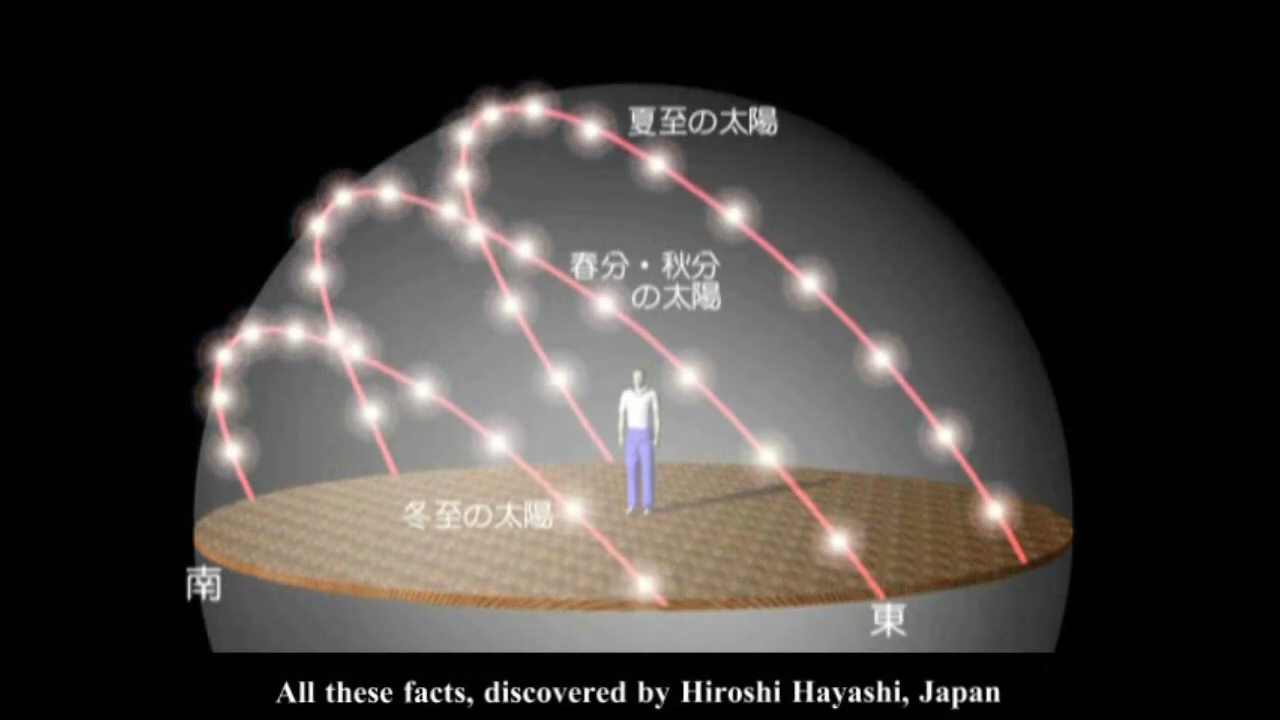 夏至の太陽
春分・秋分
の太陽
冬至の太陽
南
東
All these facts, discovered by Hiroshi Hayashi, Japan